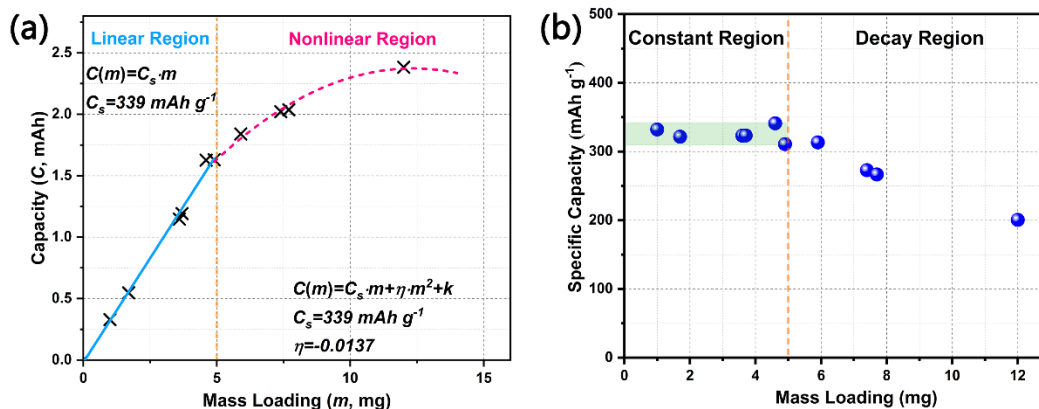 (a)
Linear Region
Nonlinear Region
C(m)=Cₛ·m
Cₛ=339 mAh g⁻¹
C(m)=Cₛ·m+η·m²+k
Cₛ=339 mAh g⁻¹
η=-0.0137
Capacity (C, mAh)
2.5
2.0
1.5
1.0
0.5
0.0
0
5
10
15
Mass Loading (m, mg)
(b)
Constant Region
Decay Region
Specific Capacity (mAh g⁻¹)
500
400
300
200
100
0
0
2
4
6
8
10
12
Mass Loading (mg)